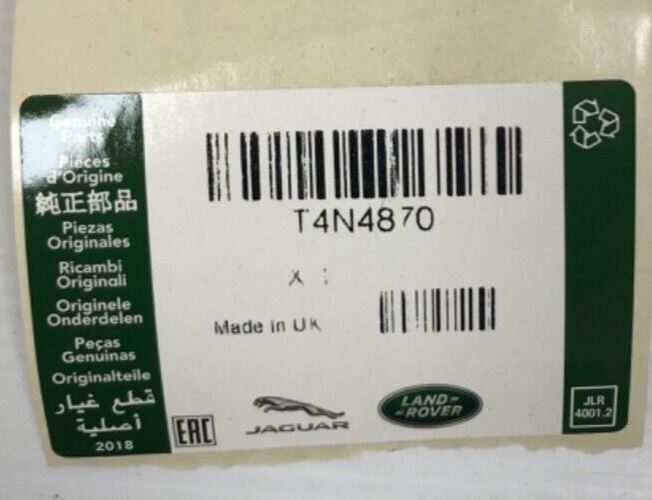 Genuine
Parts
Pièces
d'Origine
純正部品
Piezas
Originales
Ricambi
Originali
Originele
Onderdelen
Peças
Genuinas
Originalteile
قطع غيار
أصلية
2018
T4N4870
X
Made in UK
EAC
JAGUAR
LAND-
-ROVER
JLR
4001.2